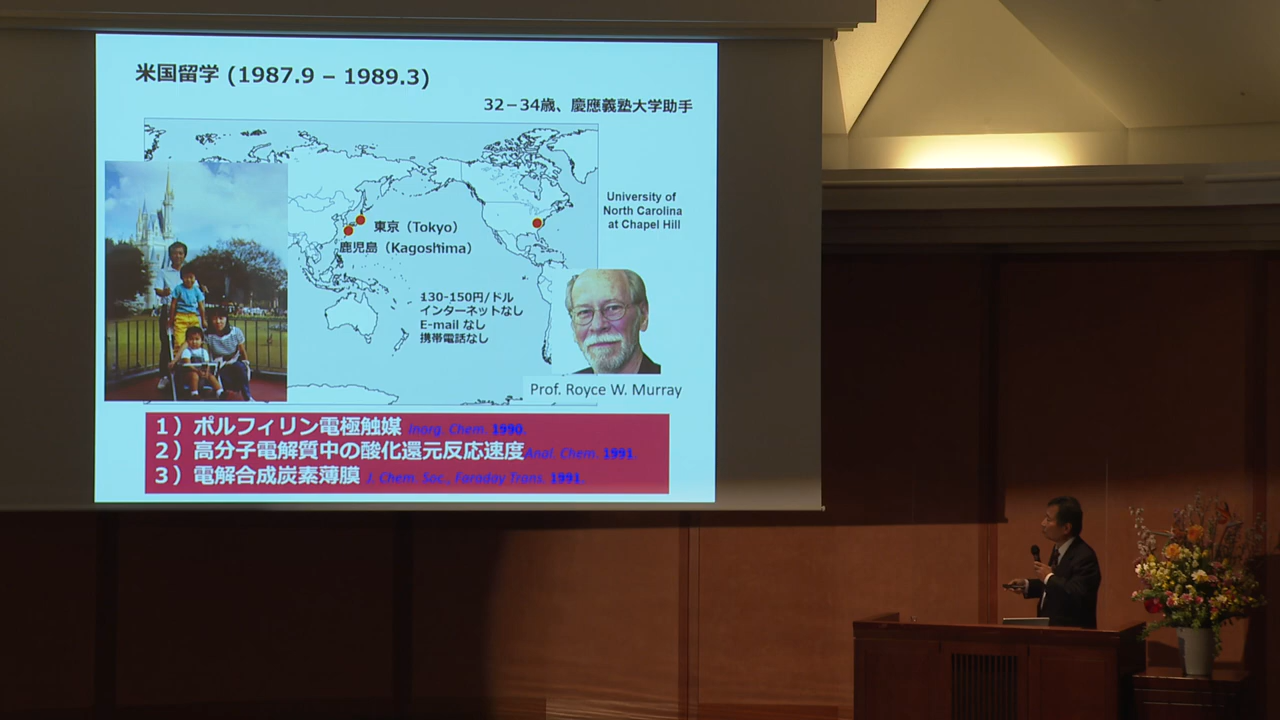 米国留学 (1987.9 – 1989.3)
32－34歳、慶應義塾大学助手
University of
North Carolina
at Chapel Hill
東京（Tokyo）
鹿児島（Kagoshima）
130-150円/ドル
インターネットなし
E-mail なし
携帯電話なし
Prof. Royce W. Murray
1）ポルフィリン電極触媒 Inorg. Chem. 1990.
2）高分子電解質中の酸化還元反応速度 Anal. Chem. 1991.
3）電解合成炭素薄膜 J. Chem. Soc., Faraday Trans. 1991.